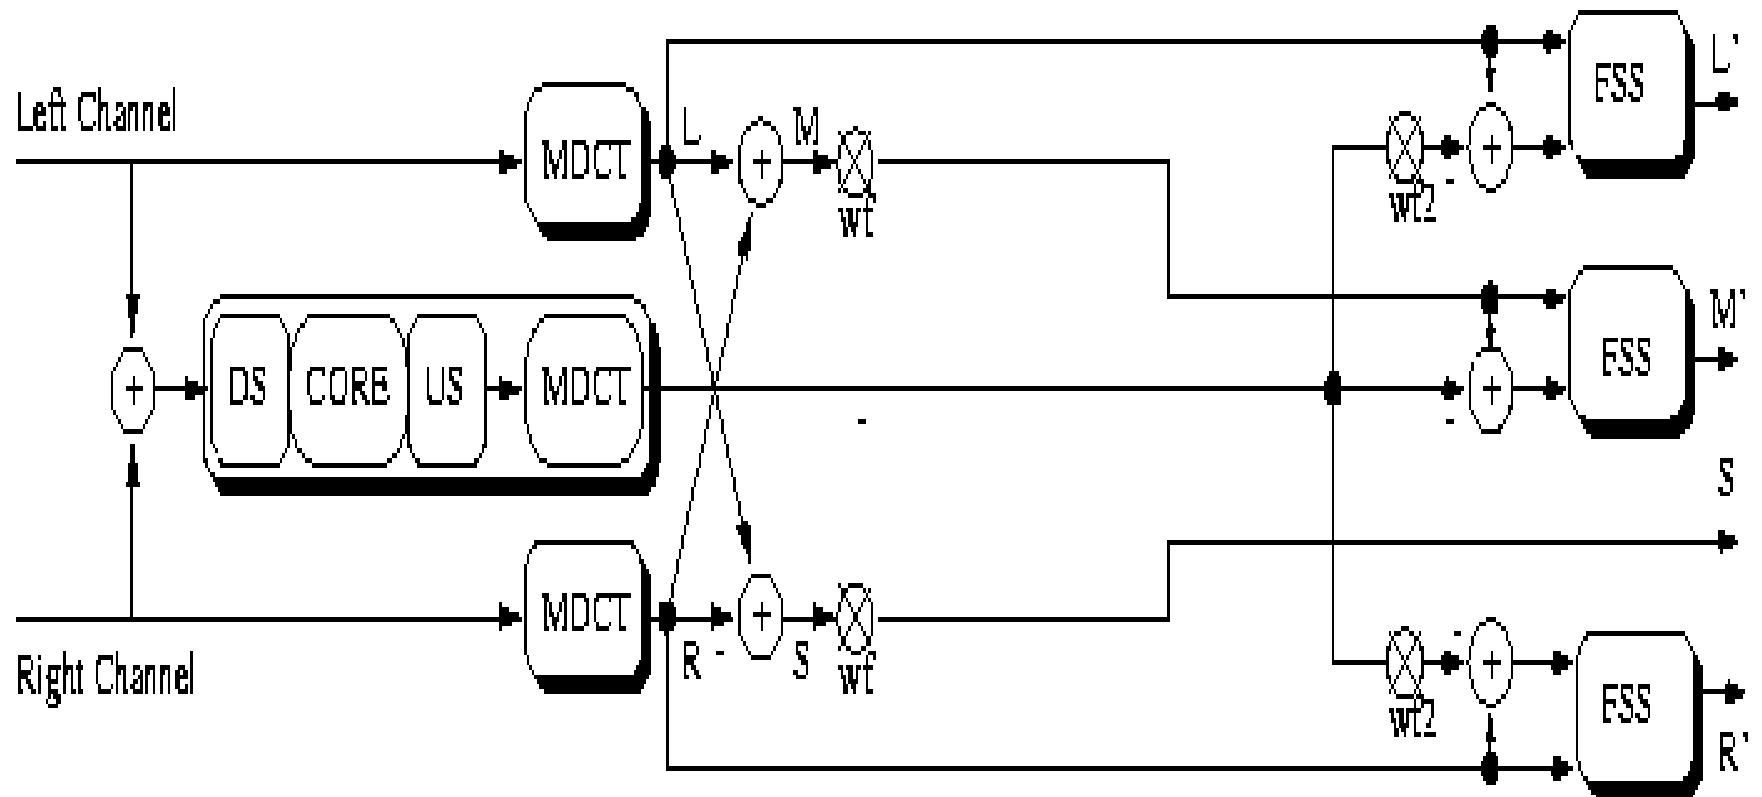 Left Channel
MDCT
L
+
M
wf
wf2
-
+
FSS
L'
+
DS
CORE
US
MDCT
-
-
+
FSS
M'
S
Right Channel
MDCT
R
-
+
S
wf
wf2
-
+
FSS
R'